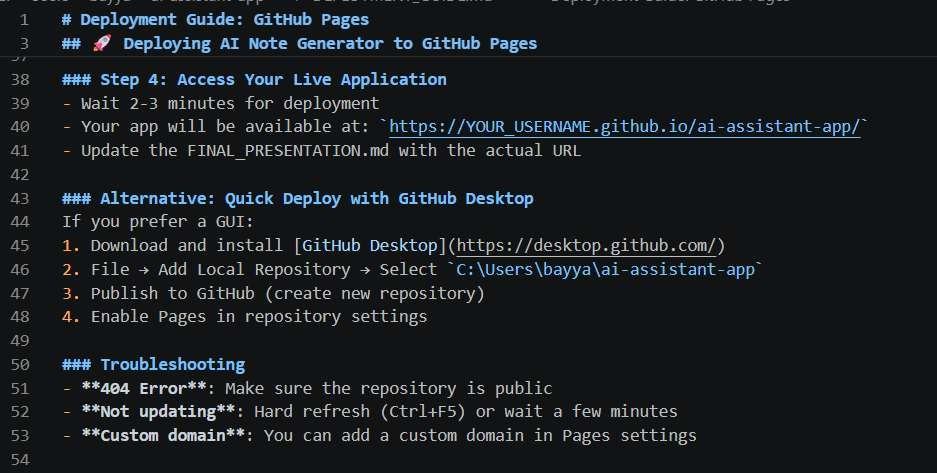 1 # Deployment Guide: GitHub Pages
3 ## 🚀 Deploying AI Note Generator to GitHub Pages
38 ### Step 4: Access Your Live Application
39 - Wait 2-3 minutes for deployment
40 - Your app will be available at: `https://YOUR_USERNAME.github.io/ai-assistant-app/`
41 - Update the FINAL_PRESENTATION.md with the actual URL
42
43 ### Alternative: Quick Deploy with GitHub Desktop
44 If you prefer a GUI:
45 1. Download and install [GitHub Desktop](https://desktop.github.com/)
46 2. File → Add Local Repository → Select `C:\Users\bayya\ai-assistant-app`
47 3. Publish to GitHub (create new repository)
48 4. Enable Pages in repository settings
49
50 ### Troubleshooting
51 - **404 Error**: Make sure the repository is public
52 - **Not updating**: Hard refresh (Ctrl+F5) or wait a few minutes
53 - **Custom domain**: You can add a custom domain in Pages settings
54